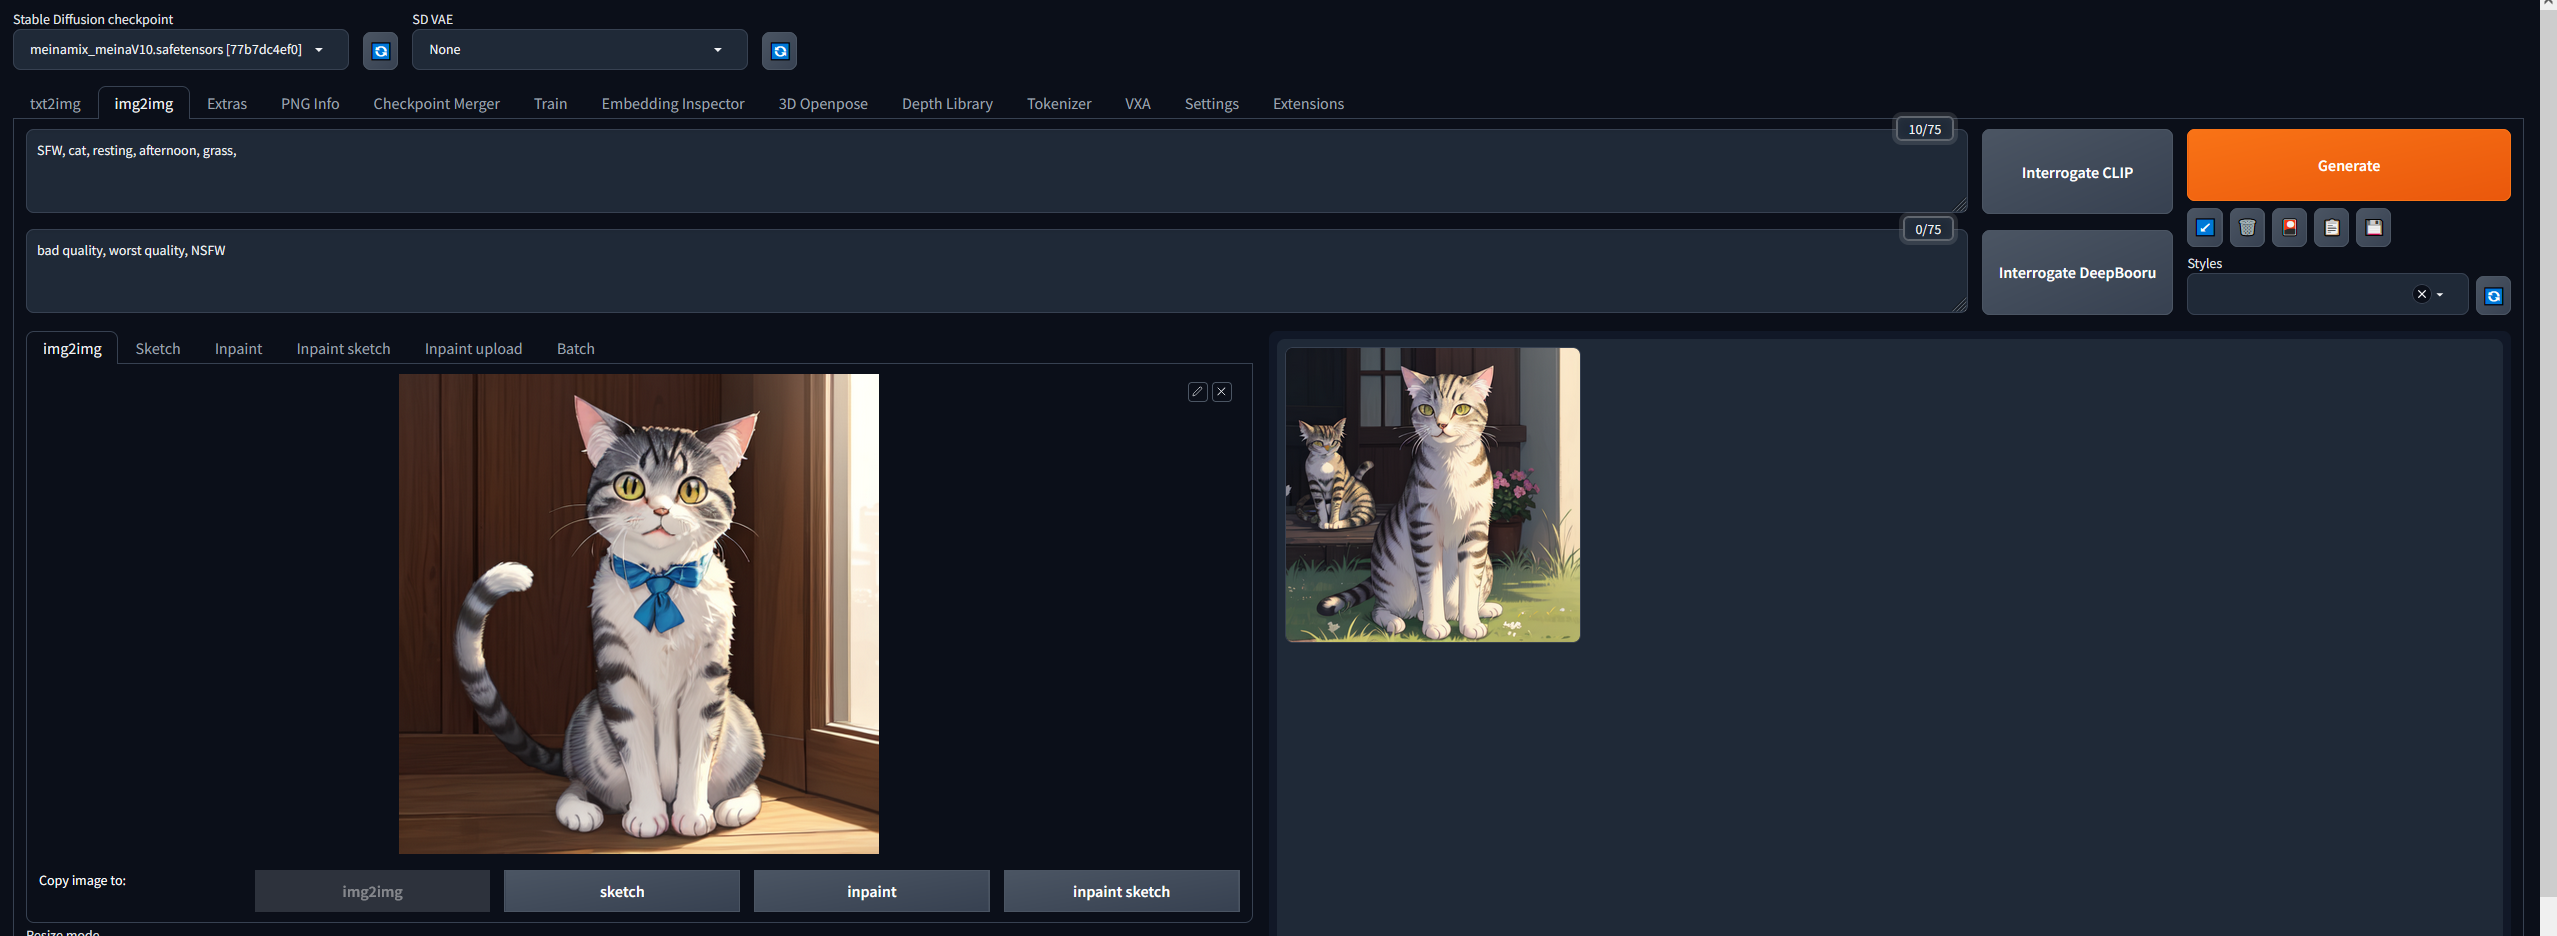 Stable Diffusion checkpoint
SD VAE
meinamix_meinaV10.safetensors [77b7dc4ef0]
None
txt2img img2img Extras PNG Info Checkpoint Merger Train Embedding Inspector 3D Openpose Depth Library Tokenizer VXA Settings Extensions
10/75
SFW, cat, resting, afternoon, grass,
Interrogate CLIP
Generate
0/75
bad quality, worst quality, NSFW
Interrogate DeepBooru
Styles
img2img Sketch Inpaint Inpaint sketch Inpaint upload Batch
Copy image to:
img2img
sketch
inpaint
inpaint sketch
Resize mode